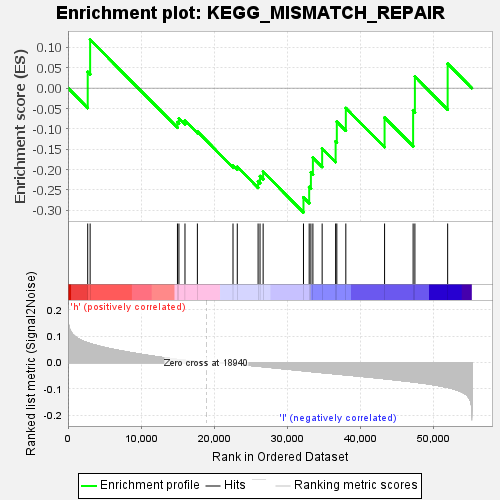 Enrichment plot: KEGG_MISMATCH_REPAIR
Enrichment score (ES)
0.10
0.05
0.00
-0.05
-0.10
-0.15
-0.20
-0.25
-0.30
'h' (positively correlated)
Ranked list metric (Signal2Noise)
0.2
0.1
0.0
-0.1
-0.2
Zero cross at 18940
'l' (negatively correlated)
0 10,000 20,000 30,000 40,000 50,000
Rank in Ordered Dataset
Enrichment profile Hits Ranking metric scores